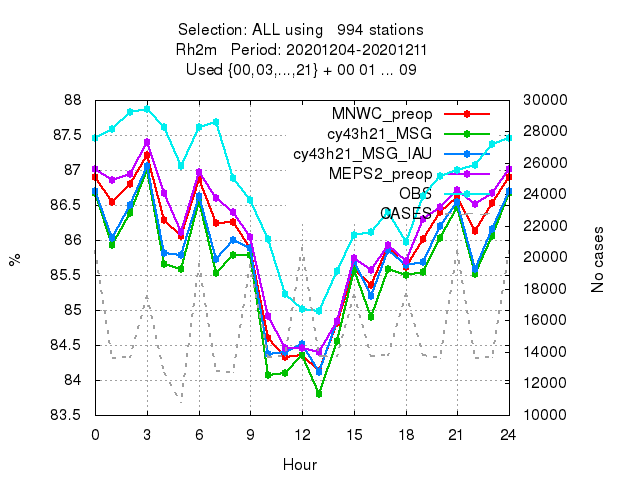 Selection: ALL using   994 stations
Rh2m   Period: 20201204-20201211
Used {00,03,...,21} + 00 01 ... 09
88
87.5
87
86.5
86
85.5
85
84.5
84
83.5
30000
28000
26000
24000
22000
20000
18000
16000
14000
12000
10000
MNWC_preop
cy43h21_MSG
cy43h21_MSG_IAU
MEPS2_preop
OBS
CASES
%
No cases
0 3 6 9 12 15 18 21 24
Hour